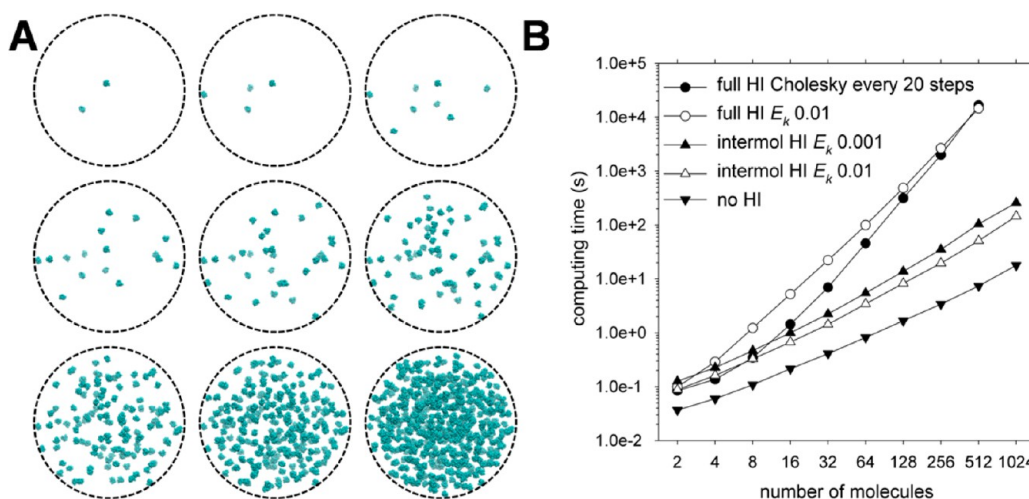 A
B
1.0e+5
1.0e+4
1.0e+3
1.0e+2
1.0e+1
1.0e+0
1.0e-1
1.0e-2
computing time (s)
full HI Cholesky every 20 steps
full HI E_k 0.01
intermol HI E_k 0.001
intermol HI E_k 0.01
no HI
2 4 8 16 32 64 128 256 512 1024
number of molecules